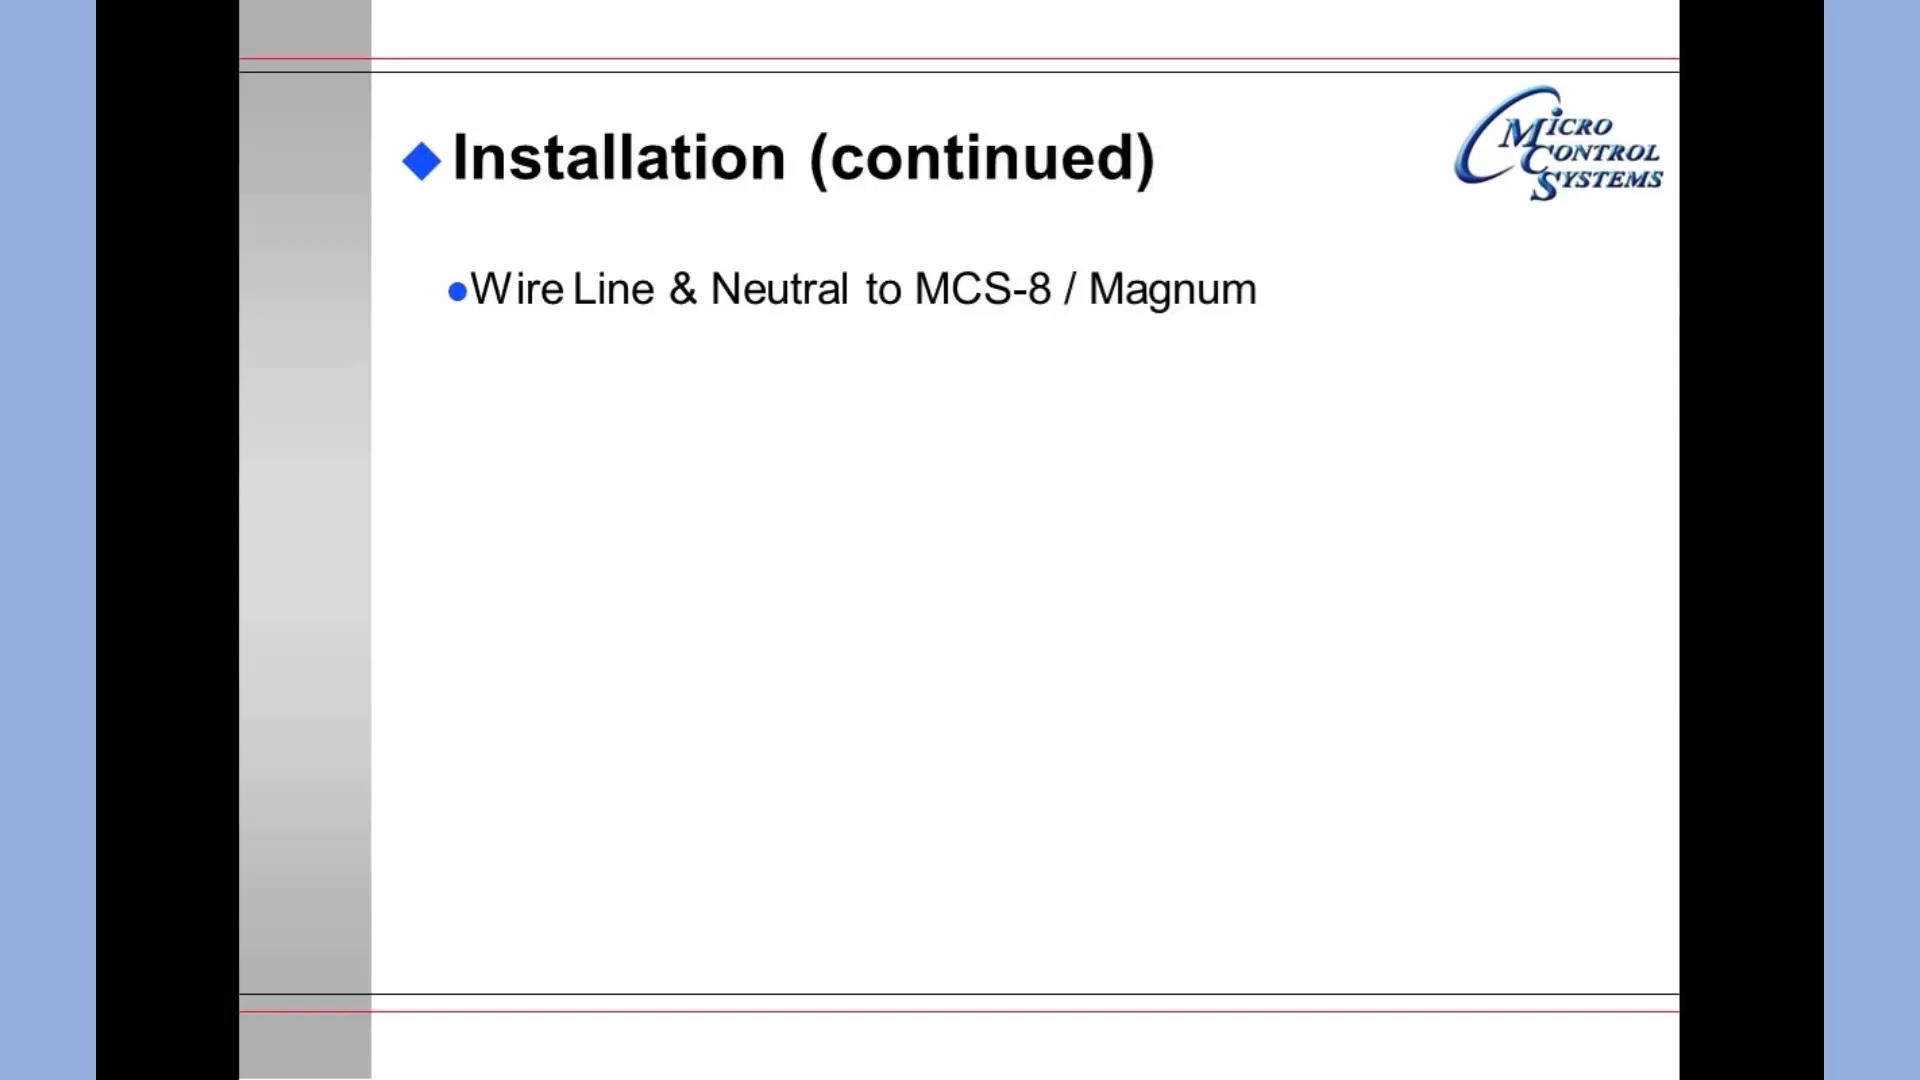 Installation (continued)
MICRO
CONTROL
SYSTEMS
Wire Line & Neutral to MCS-8 / Magnum